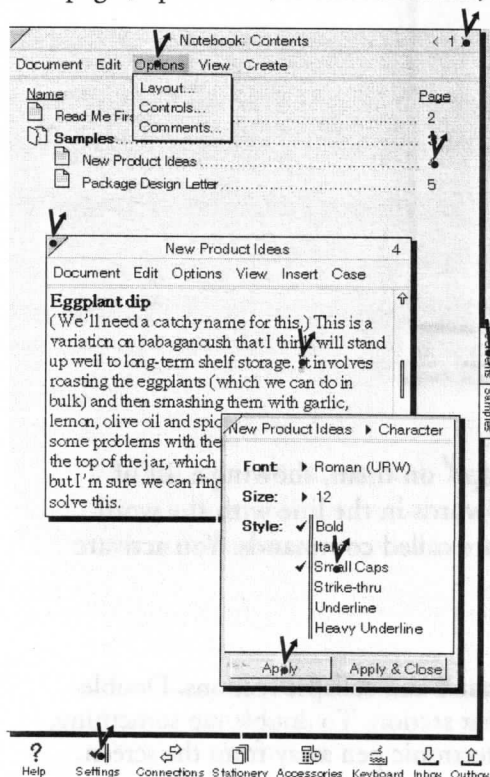 Notebook: Contents < 1 >
Document Edit Options View Create
Layout...
Controls...
Comments...
Name Page
Read Me Firs 2
Samples 3
New Product Ideas 4
Package Design Letter 5
New Product Ideas 4
Document Edit Options View Insert Case
Eggplant dip
(We'll need a catchy name for this.) This is a
variation on babaganoush that I think will stand
up well to long-term shelf storage. It involves
roasting the eggplants (which we can do in
bulk) and then smashing them with garlic,
lemon, olive oil and spic
some problems with the
the top of the jar, which
but I'm sure we can find
solve this.
New Product Ideas ▸ Character
Font: ▸ Roman (URW)
Size: ▸ 12
Style: ✓ Bold
Italic
✓ Small Caps
Strike-thru
Underline
Heavy Underline
Apply Apply & Close
Samples
? Help Settings Connections Stationery Accessories Keyboard Inbox Outbo